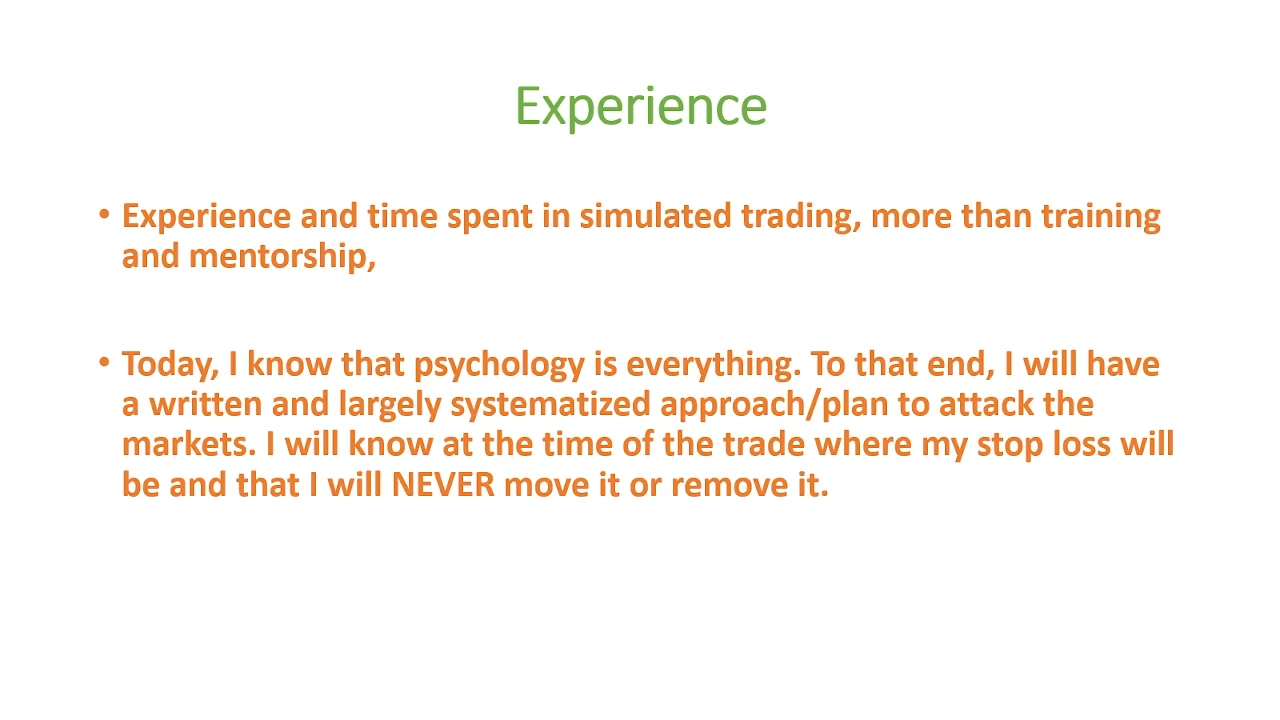 Experience
• Experience and time spent in simulated trading, more than training
and mentorship,
• Today, I know that psychology is everything. To that end, I will have
a written and largely systematized approach/plan to attack the
markets. I will know at the time of the trade where my stop loss will
be and that I will NEVER move it or remove it.